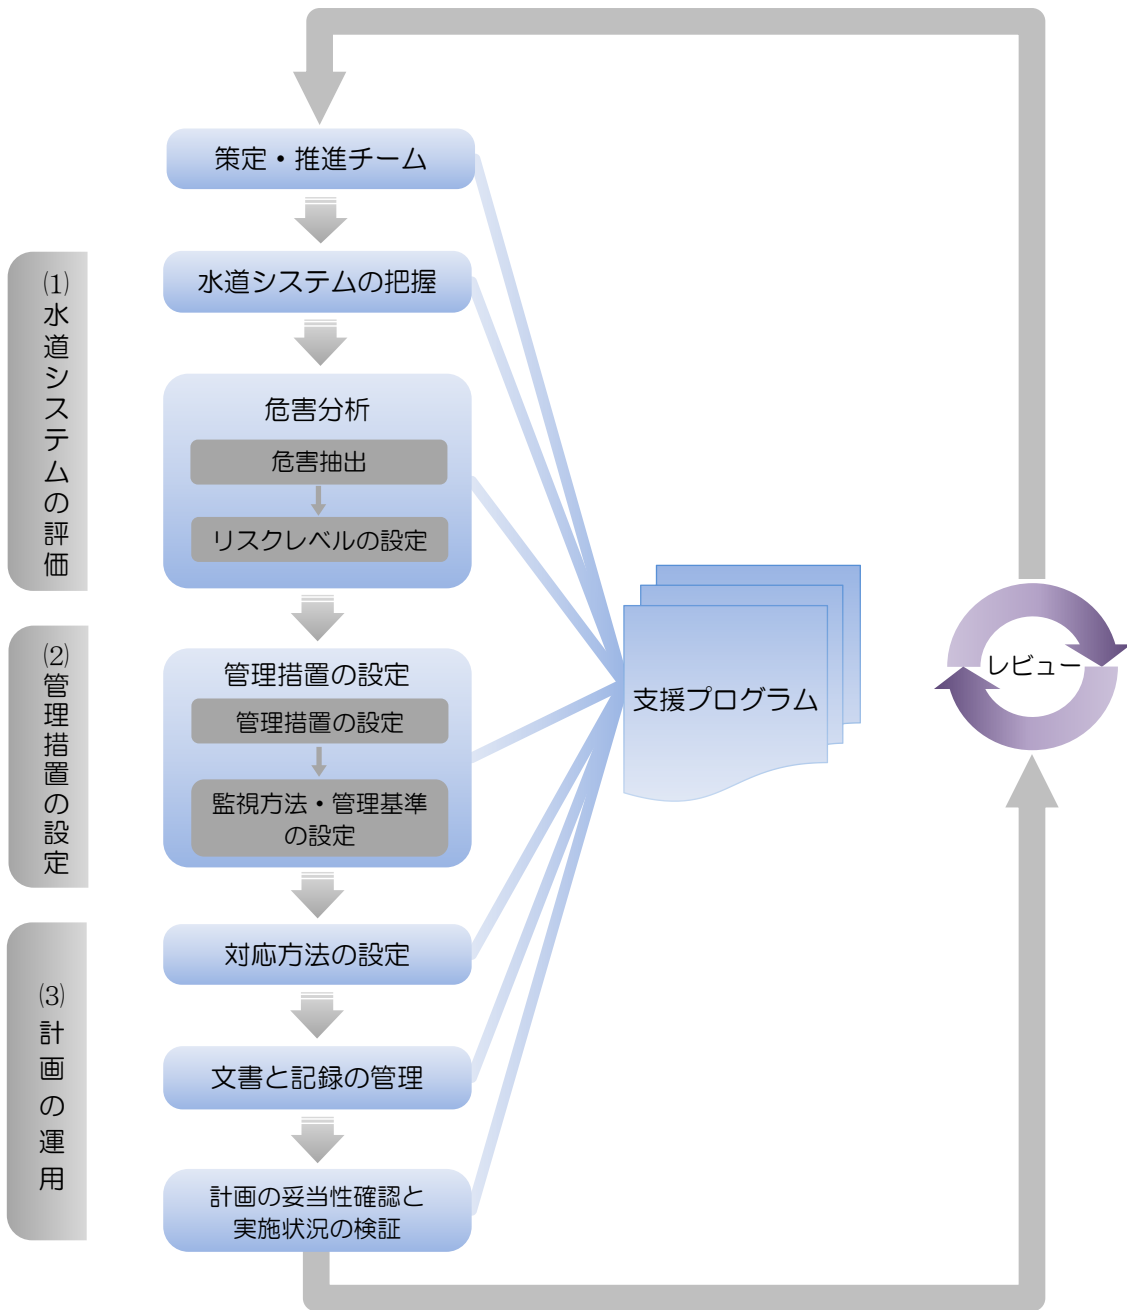 策定・推進チーム
⑴水道システムの評価
水道システムの把握
危害分析
危害抽出
リスクレベルの設定
⑵管理措置の設定
管理措置の設定
管理措置の設定
監視方法・管理基準
の設定
⑶計画の運用
対応方法の設定
文書と記録の管理
計画の妥当性確認と
実施状況の検証
支援プログラム
レビュー